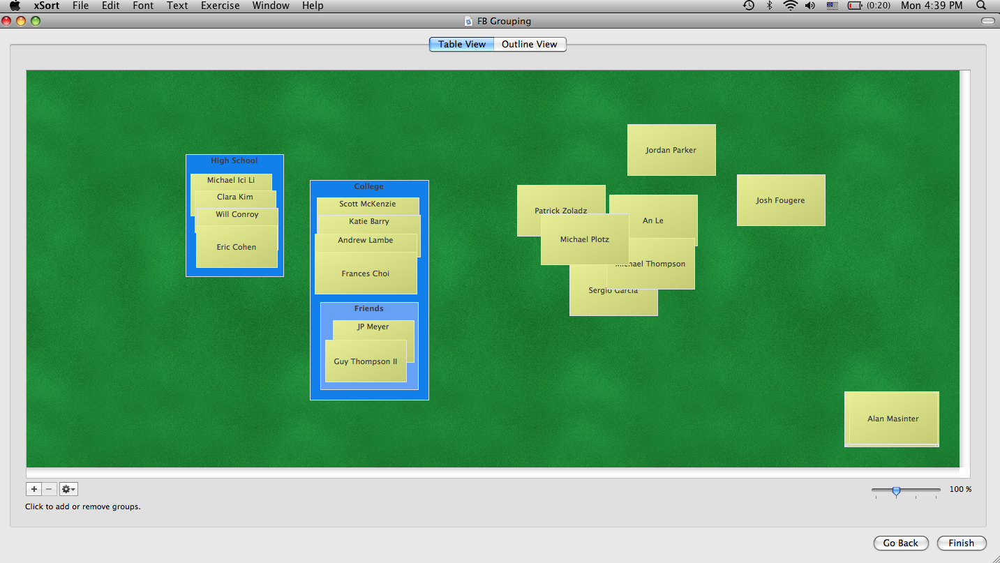 xSort File Edit Font Text Exercise Window Help (0:20) Mon 4:39 PM
FB Grouping
Table View Outline View
High School
Michael Ici Li
Clara Kim
Will Conroy
Eric Cohen
College
Scott McKenzie
Katie Barry
Andrew Lambe
Frances Choi
Friends
JP Meyer
Guy Thompson II
Jordan Parker
Josh Fougere
Patrick Zoladz
An Le
Michael Plotz
Michael Thompson
Sergio Garcia
Alan Masinter
100 %
Click to add or remove groups.
Go Back Finish